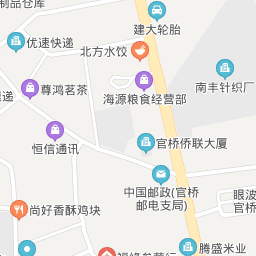 制品仓库
建大轮胎
优速快递
北方水饺
南丰针织厂
尊鸿茗茶
递
海源粮食经营部
恒信通讯
官桥侨联大厦
中国邮政(官桥
邮电支局)
眼波
官桥
尚好香酥鸡块
腾盛米业